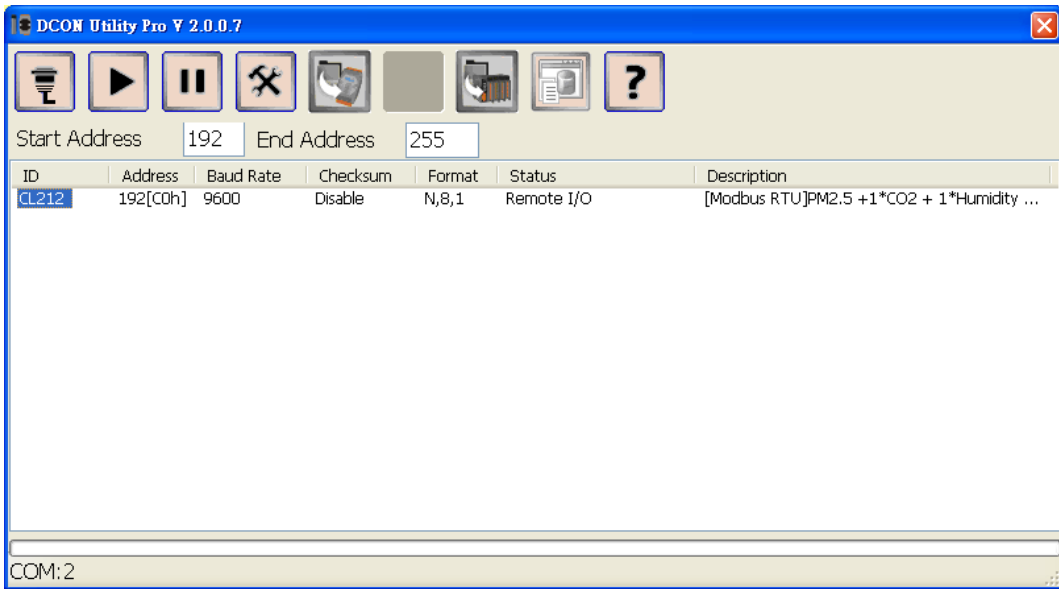 DCON Utility Pro V 2.0.0.7
?
Start Address 192 End Address 255
ID Address Baud Rate Checksum Format Status Description
CL212 192[C0h] 9600 Disable N,8,1 Remote I/O [Modbus RTU]PM2.5 +1*CO2 + 1*Humidity ...
COM:2